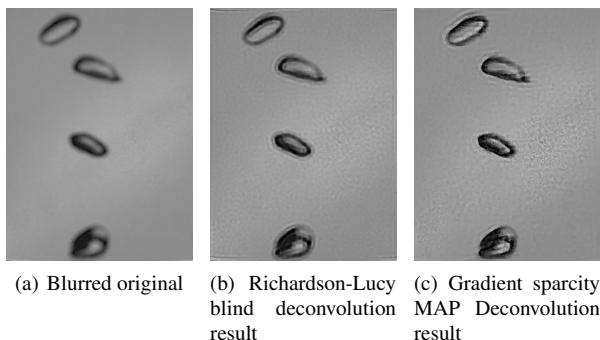 (a) Blurred original
(b) Richardson-Lucy
blind deconvolution
result
(c) Gradient sparcity
MAP Deconvolution
result